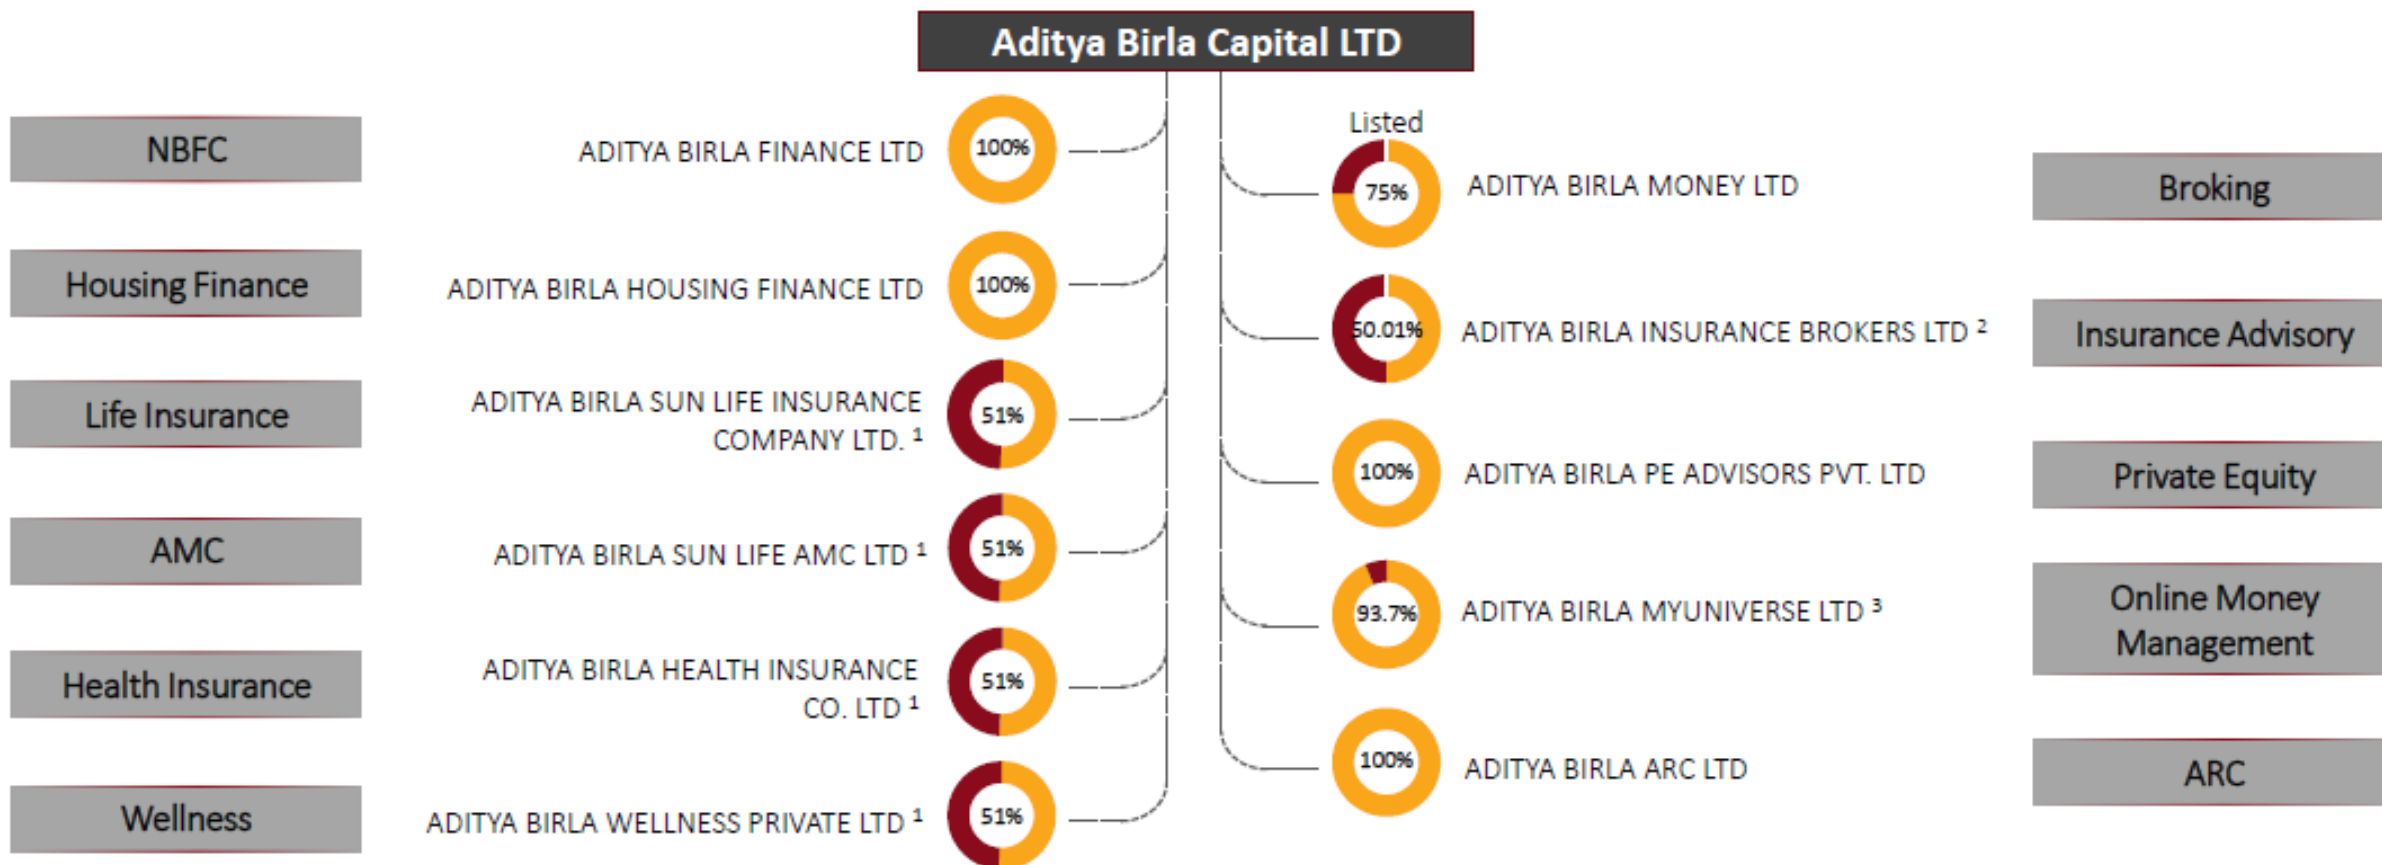 Aditya Birla Capital LTD
NBFC
ADITYA BIRLA FINANCE LTD
100%
Housing Finance
ADITYA BIRLA HOUSING FINANCE LTD
100%
Life Insurance
ADITYA BIRLA SUN LIFE INSURANCE
COMPANY LTD. ¹
51%
AMC
ADITYA BIRLA SUN LIFE AMC LTD ¹
51%
Health Insurance
ADITYA BIRLA HEALTH INSURANCE
CO. LTD ¹
51%
Wellness
ADITYA BIRLA WELLNESS PRIVATE LTD ¹
51%
Listed
75%
ADITYA BIRLA MONEY LTD
Broking
50.01%
ADITYA BIRLA INSURANCE BROKERS LTD ²
Insurance Advisory
100%
ADITYA BIRLA PE ADVISORS PVT. LTD
Private Equity
93.7%
ADITYA BIRLA MYUNIVERSE LTD ³
Online Money
Management
100%
ADITYA BIRLA ARC LTD
ARC